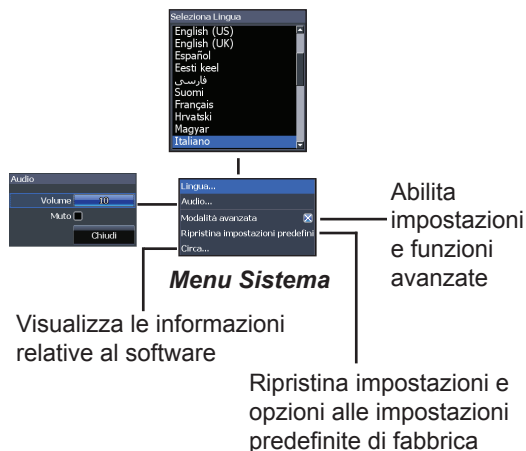 Seleziona Lingua
English (US)
English (UK)
Español
Eesti keel
فارسی
Suomi
Français
Hrvatski
Magyar
Italiano
Audio
Volume 10
Muto
Chiudi
Lingua...
Audio...
Modalità avanzata
Ripristina impostazioni predefini
Circa...
Menu Sistema
Abilita
impostazioni
e funzioni
avanzate
Visualizza le informazioni
relative al software
Ripristina impostazioni e
opzioni alle impostazioni
predefinite di fabbrica